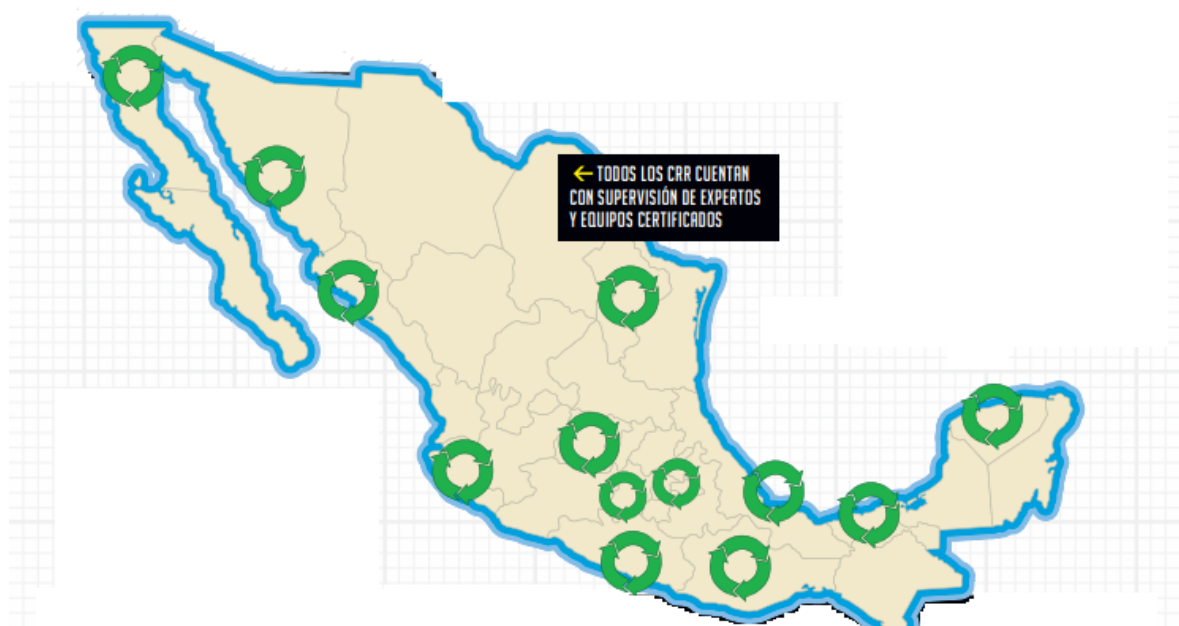 ← TODOS LOS CRR CUENTAN
CON SUPERVISIÓN DE EXPERTOS
Y EQUIPOS CERTIFICADOS